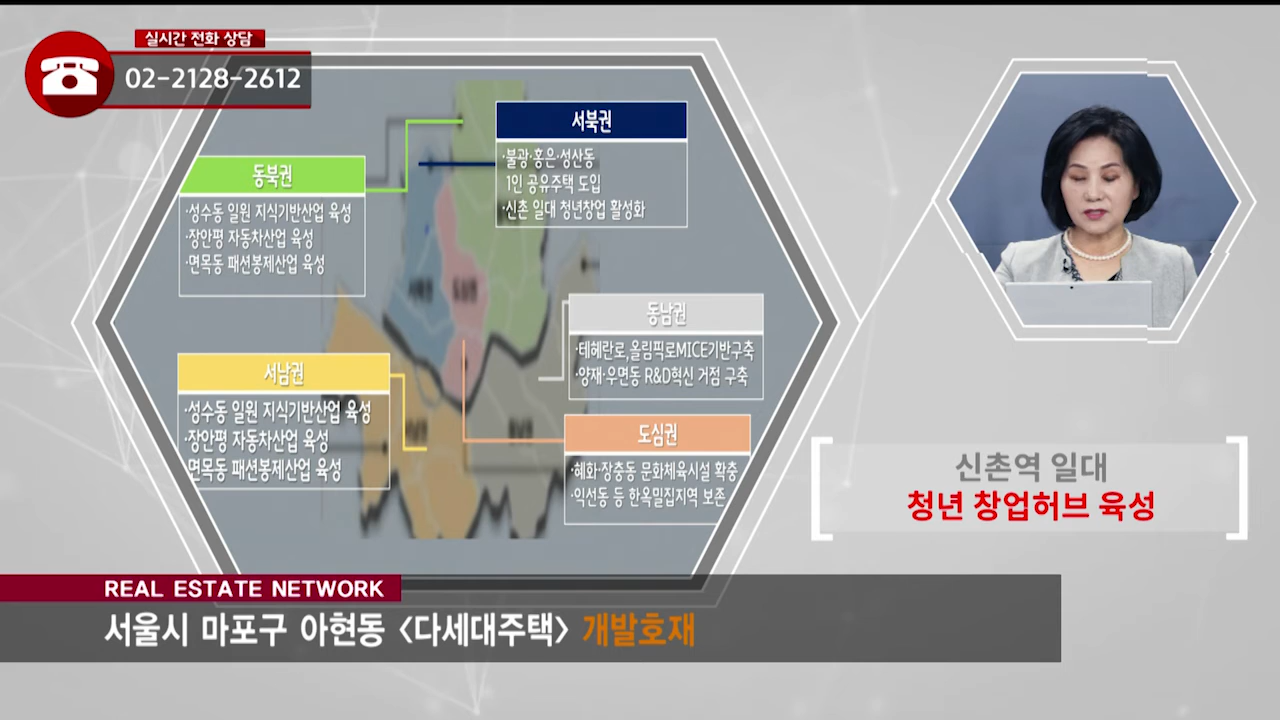 실시간 전화 상담
02-2128-2612
서북권
·불광·홍은·성산동
1인 공유주택 도입
·신촌 일대 청년창업 활성화
동북권
·성수동 일원 지식기반산업 육성
·장안평 자동차산업 육성
·면목동 패션봉제산업 육성
동남권
·테헤란로,올림픽로MICE기반구축
·양재·우면동 R&D혁신 거점 구축
서남권
·성수동 일원 지식기반산업 육성
·장안평 자동차산업 육성
·면목동 패션봉제산업 육성
도심권
·혜화·장충동 문화체육시설 확충
·익선동 등 한옥밀집지역 보존
신촌역 일대
청년 창업허브 육성
REAL ESTATE NETWORK
서울시 마포구 아현동 <다세대주택> 개발호재